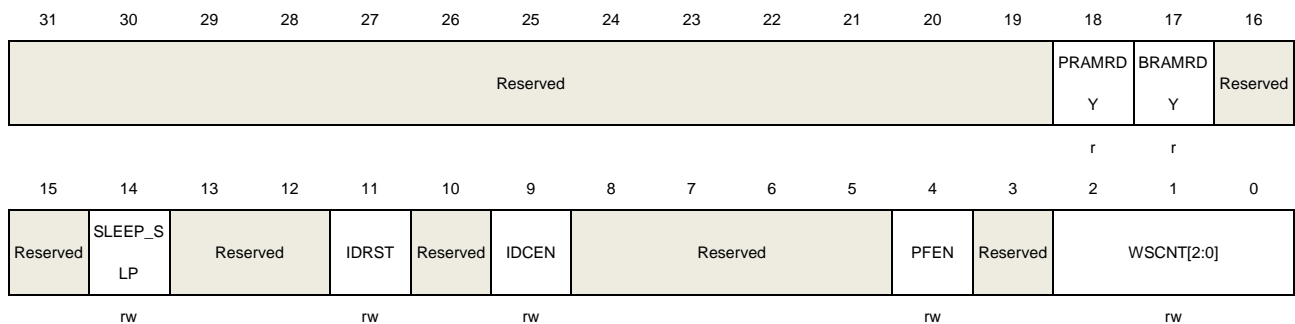 31 30 29 28 27 26 25 24 23 22 21 20 19 18 17 16
Reserved PRAMRD BRAMRD Reserved
Y Y
r r
15 14 13 12 11 10 9 8 7 6 5 4 3 2 1 0
Reserved SLEEP_S Reserved IDRST Reserved IDCEN Reserved PFEN Reserved WSCNT[2:0]
LP
rw rw rw rw rw